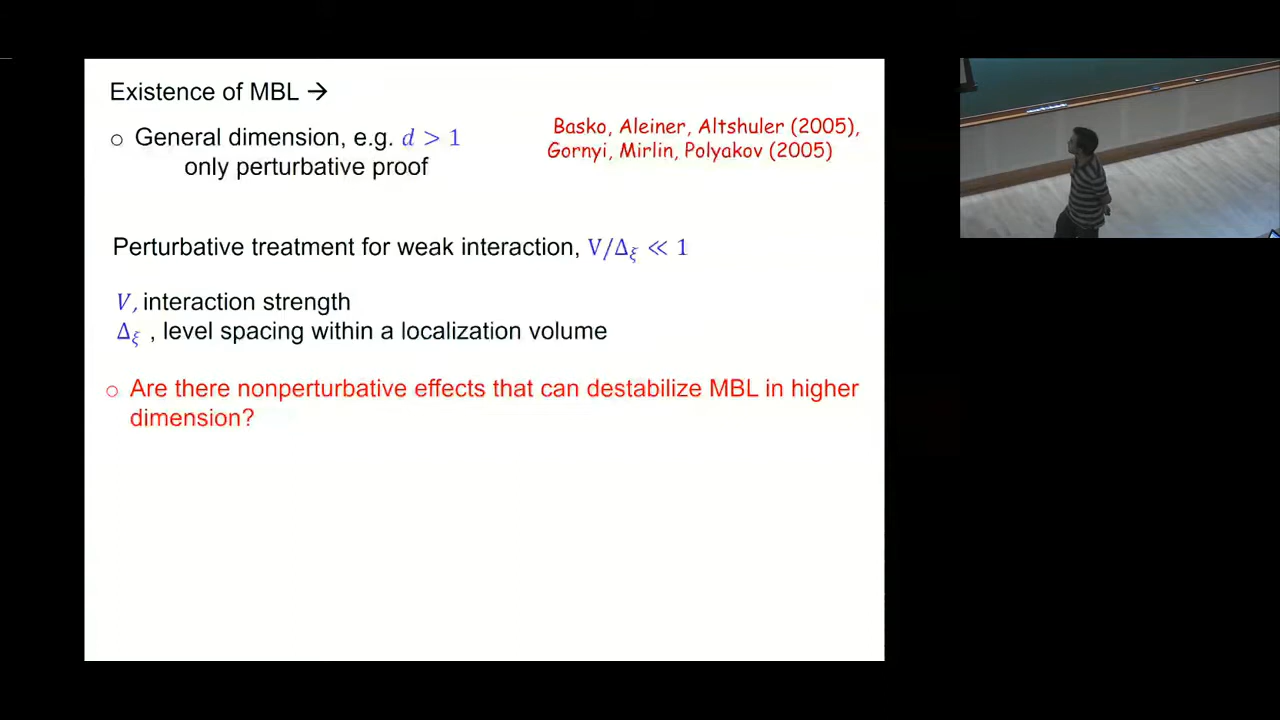 Existence of MBL →
○ General dimension, e.g. d > 1
only perturbative proof
Basko, Aleiner, Altshuler (2005),
Gornyi, Mirlin, Polyakov (2005)
Perturbative treatment for weak interaction, V/Δ_ξ ≪ 1
V, interaction strength
Δ_ξ , level spacing within a localization volume
○ Are there nonperturbative effects that can destabilize MBL in higher
dimension?